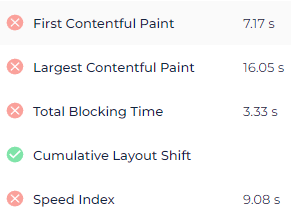 First Contentful Paint 7.17 s
Largest Contentful Paint 16.05 s
Total Blocking Time 3.33 s
Cumulative Layout Shift
Speed Index 9.08 s